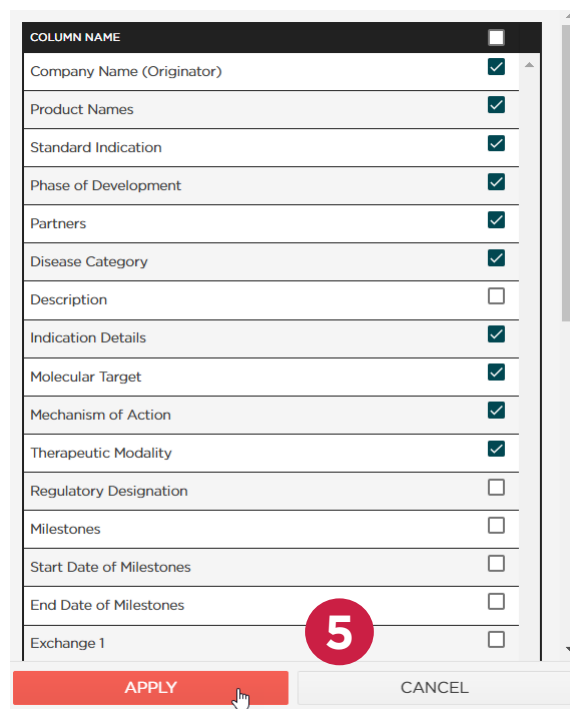 COLUMN NAME
Company Name (Originator)
Product Names
Standard Indication
Phase of Development
Partners
Disease Category
Description
Indication Details
Molecular Target
Mechanism of Action
Therapeutic Modality
Regulatory Designation
Milestones
Start Date of Milestones
End Date of Milestones
Exchange 1
5
APPLY CANCEL